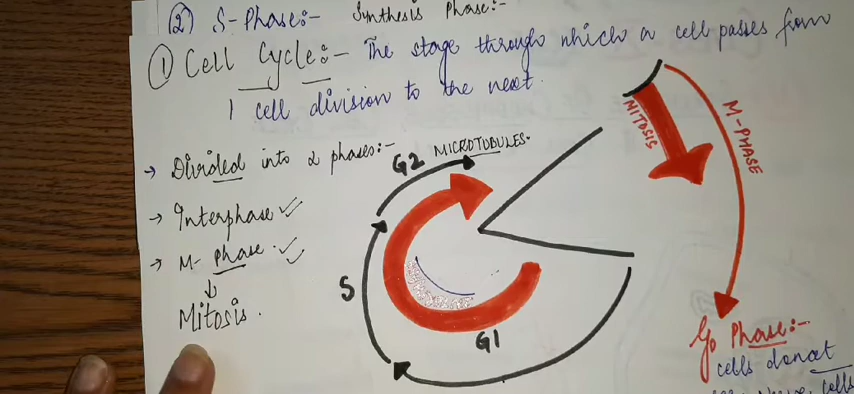 ② S-Phase:- Synthesis Phase:-
① Cell Cycle:- The stage through which a cell passes from
1 cell division to the next.
→ Divided into 2 phases:-
→ Interphase
→ M-Phase.
Mitosis.
G2
MICROTUBULES.
S
G1
MITOSIS
M-PHASE
Go Phase:-
cells donot
cells